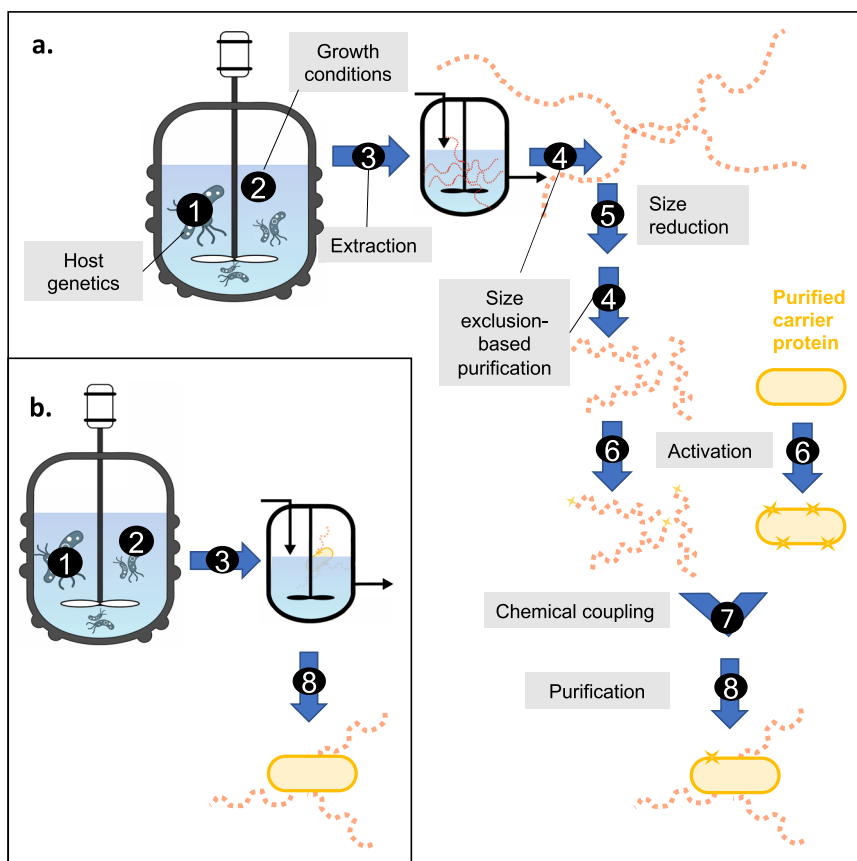 a.
Growth
conditions
1
2
3
4
Host
genetics
Extraction
5
Size
reduction
Size
exclusion-
based
purification
4
Purified
carrier
protein
6
Activation
6
Chemical coupling
7
Purification
8
b.
1
2
3
8